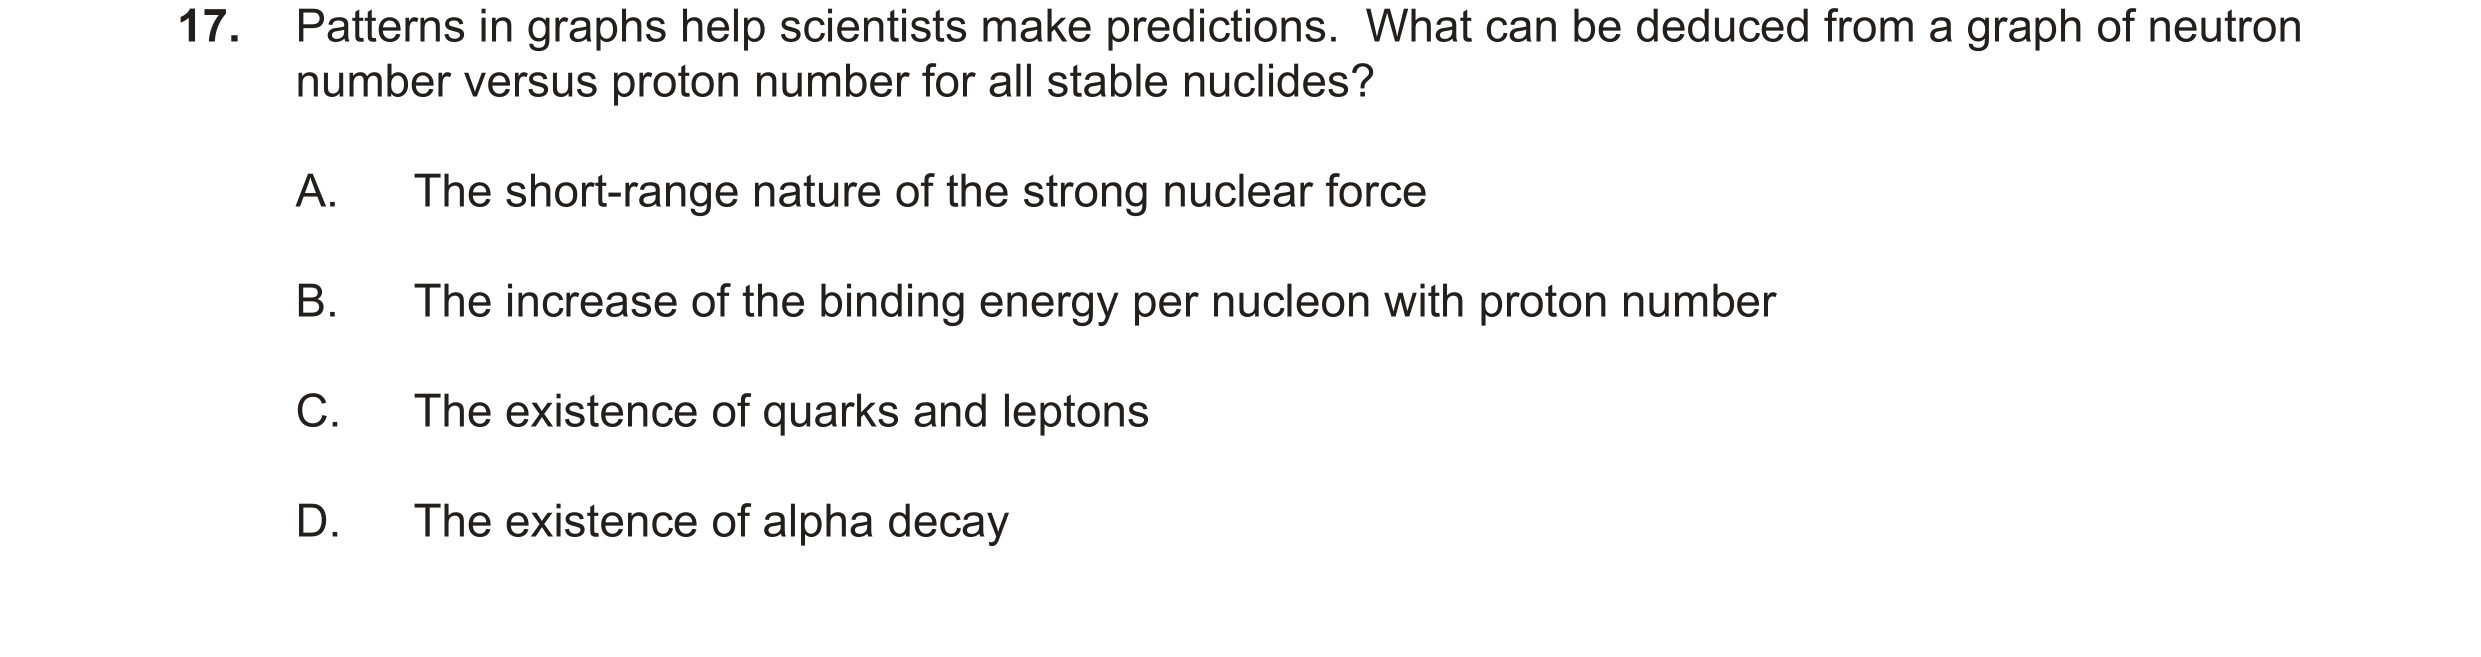 17. Patterns in graphs help scientists make predictions. What can be deduced from a graph of neutron
number versus proton number for all stable nuclides?
A. The short-range nature of the strong nuclear force
B. The increase of the binding energy per nucleon with proton number
C. The existence of quarks and leptons
D. The existence of alpha decay